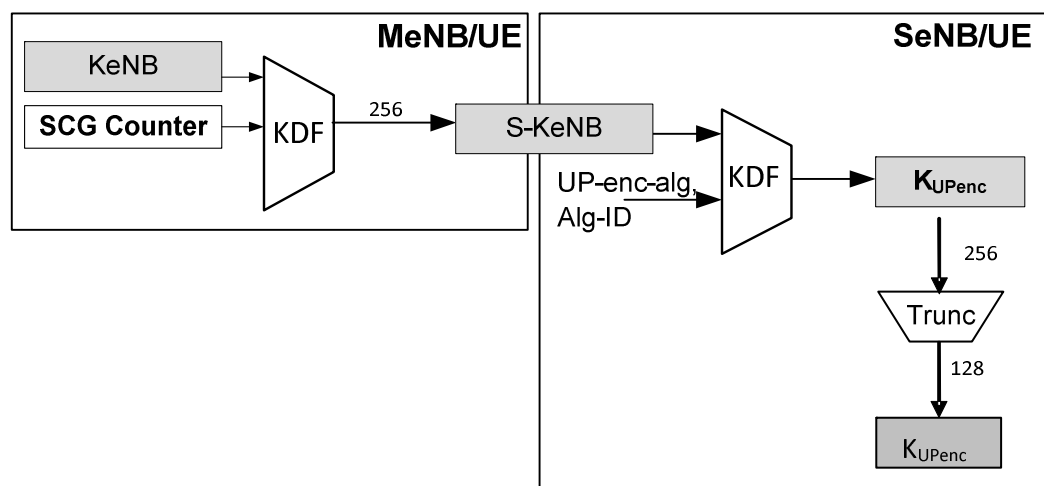 MeNB/UE
KeNB
SCG Counter
KDF
256
S-KeNB
SeNB/UE
UP-enc-alg,
Alg-ID
KDF
KUPenc
256
Trunc
128
KUPenc